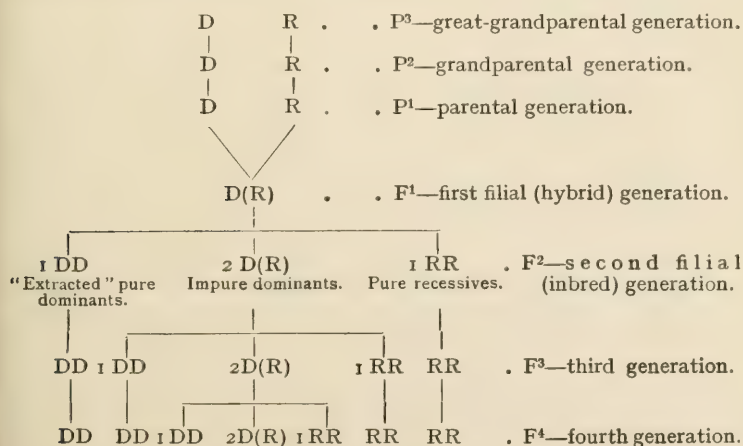 D R . . P³—great-grandparental generation.
D R . . P²—grandparental generation.
D R . . P¹—parental generation.
D(R) . . F¹—first filial (hybrid) generation.
1 DD 2 D(R) 1 RR . F²—second filial
"Extracted" pure Impure dominants. Pure recessives. (inbred) generation.
dominants.
DD 1 DD 2D(R) 1 RR RR . F³—third generation.
DD DD 1 DD 2D(R) 1 RR RR RR . F⁴—fourth generation.